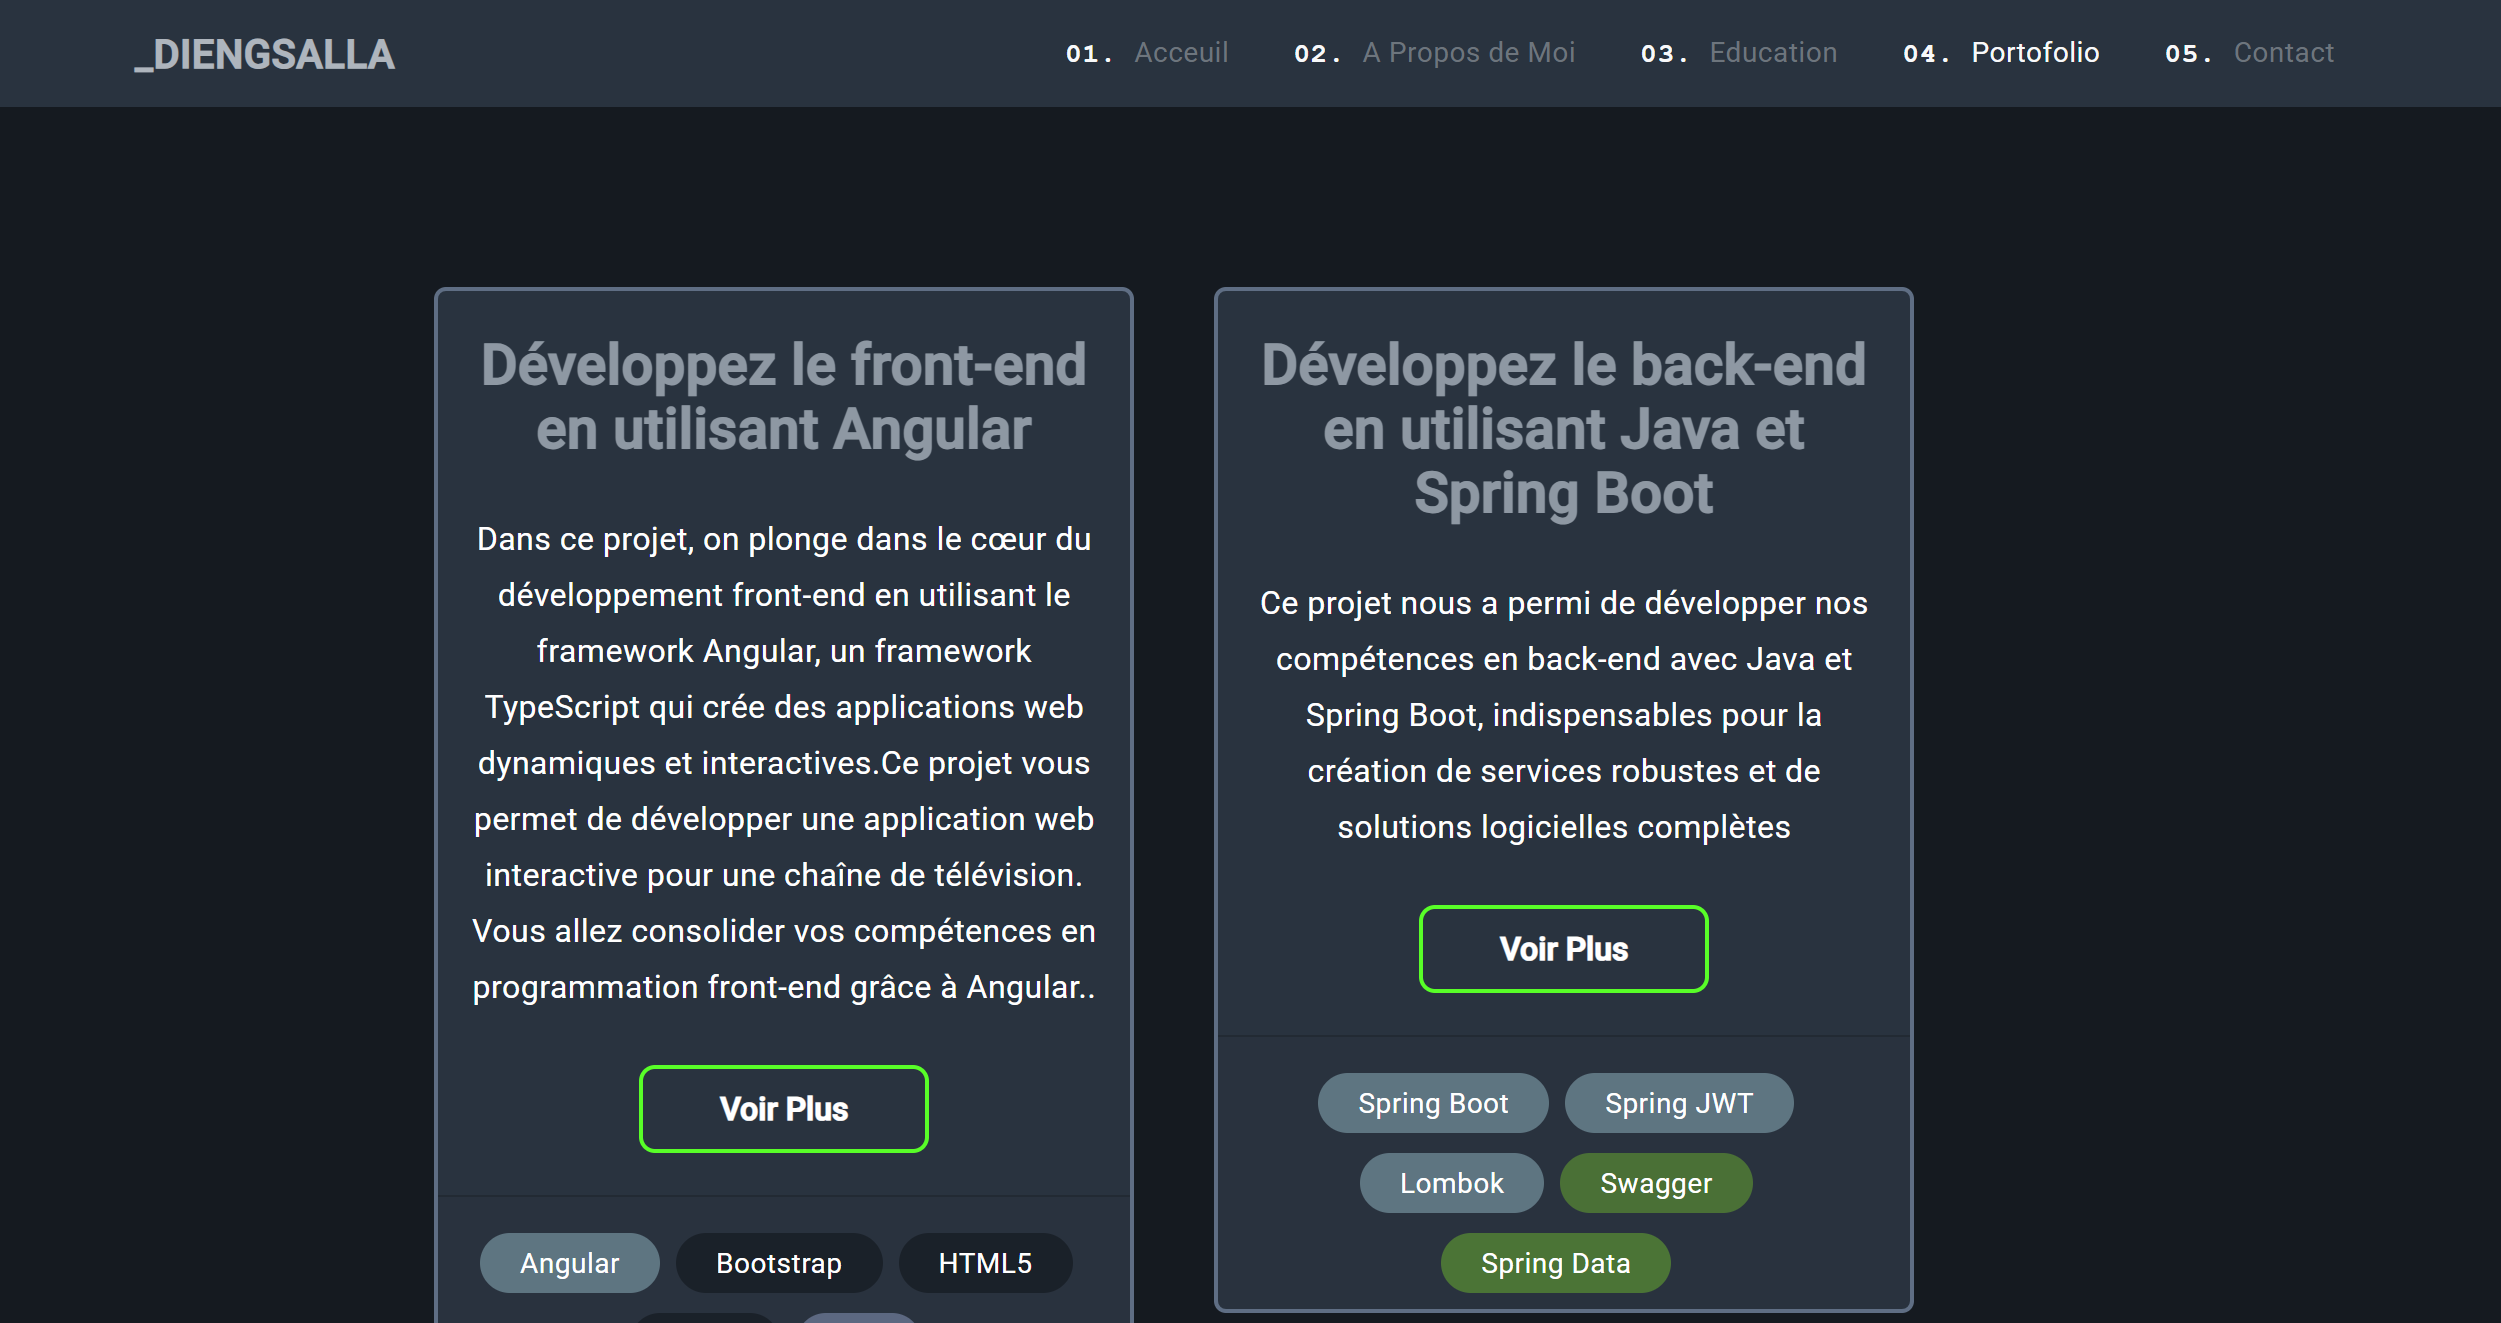 _DIENGSALLA
01. Acceuil 02. A Propos de Moi 03. Education 04. Portofolio 05. Contact
Développez le front-end
en utilisant Angular
Dans ce projet, on plonge dans le cœur du
développement front-end en utilisant le
framework Angular, un framework
TypeScript qui crée des applications web
dynamiques et interactives.Ce projet vous
permet de développer une application web
interactive pour une chaîne de télévision.
Vous allez consolider vos compétences en
programmation front-end grâce à Angular..
Voir Plus
Angular Bootstrap HTML5
Développez le back-end
en utilisant Java et
Spring Boot
Ce projet nous a permi de développer nos
compétences en back-end avec Java et
Spring Boot, indispensables pour la
création de services robustes et de
solutions logicielles complètes
Voir Plus
Spring Boot Spring JWT
Lombok Swagger
Spring Data